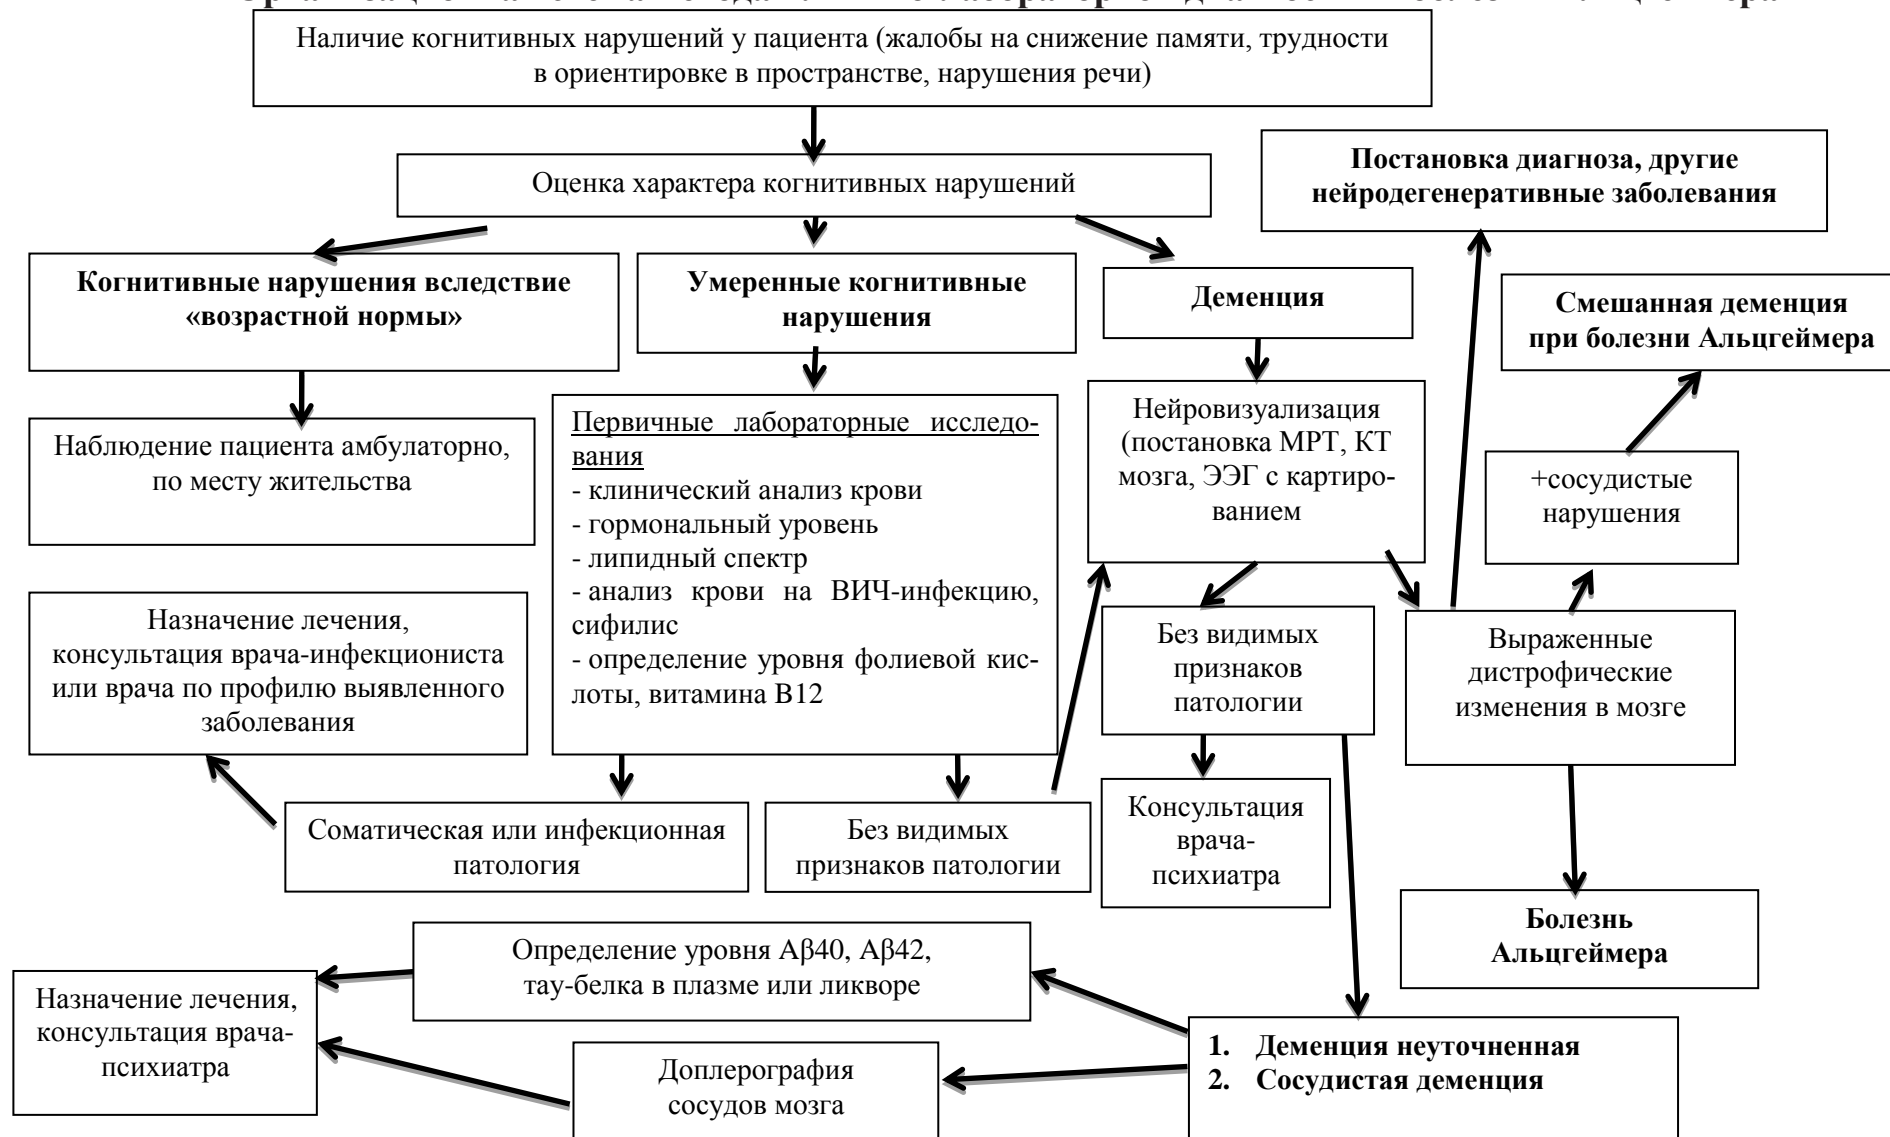 Наличие когнитивных нарушений у пациента (жалобы на снижение памяти, трудности
в ориентировке в пространстве, нарушения речи)
Оценка характера когнитивных нарушений
Постановка диагноза, другие
нейродегенеративные заболевания
Когнитивные нарушения вследствие
«возрастной нормы»
Умеренные когнитивные
нарушения
Деменция
Смешанная деменция
при болезни Альцгеймера
Наблюдение пациента амбулаторно,
по месту жительства
Первичные лабораторные исследо-
вания
- клинический анализ крови
- гормональный уровень
- липидный спектр
- анализ крови на ВИЧ-инфекцию,
сифилис
- определение уровня фолиевой кис-
лоты, витамина В12
Нейровизуализация
(постановка МРТ, КТ
мозга, ЭЭГ с картиро-
ванием
+сосудистые
нарушения
Назначение лечения,
консультация врача-инфекциониста
или врача по профилю выявленного
заболевания
Без видимых
признаков
патологии
Выраженные
дистрофические
изменения в мозге
Соматическая или инфекционная
патология
Без видимых
признаков патологии
Консультация
врача-
психиатра
Болезнь
Альцгеймера
Определение уровня Аβ40, Аβ42,
тау-белка в плазме или ликворе
Назначение лечения,
консультация врача-
психиатра
Доплерография
сосудов мозга
1. Деменция неуточненная
2. Сосудистая деменция